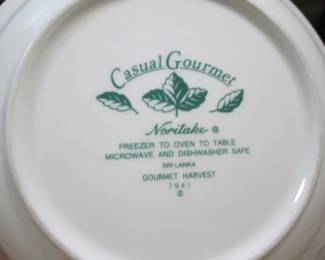 Casual Gourmet
Noritake ®
FREEZER TO OVEN TO TABLE
MICROWAVE AND DISHWASHER SAFE
SRI LANKA
GOURMET HARVEST
7941
©